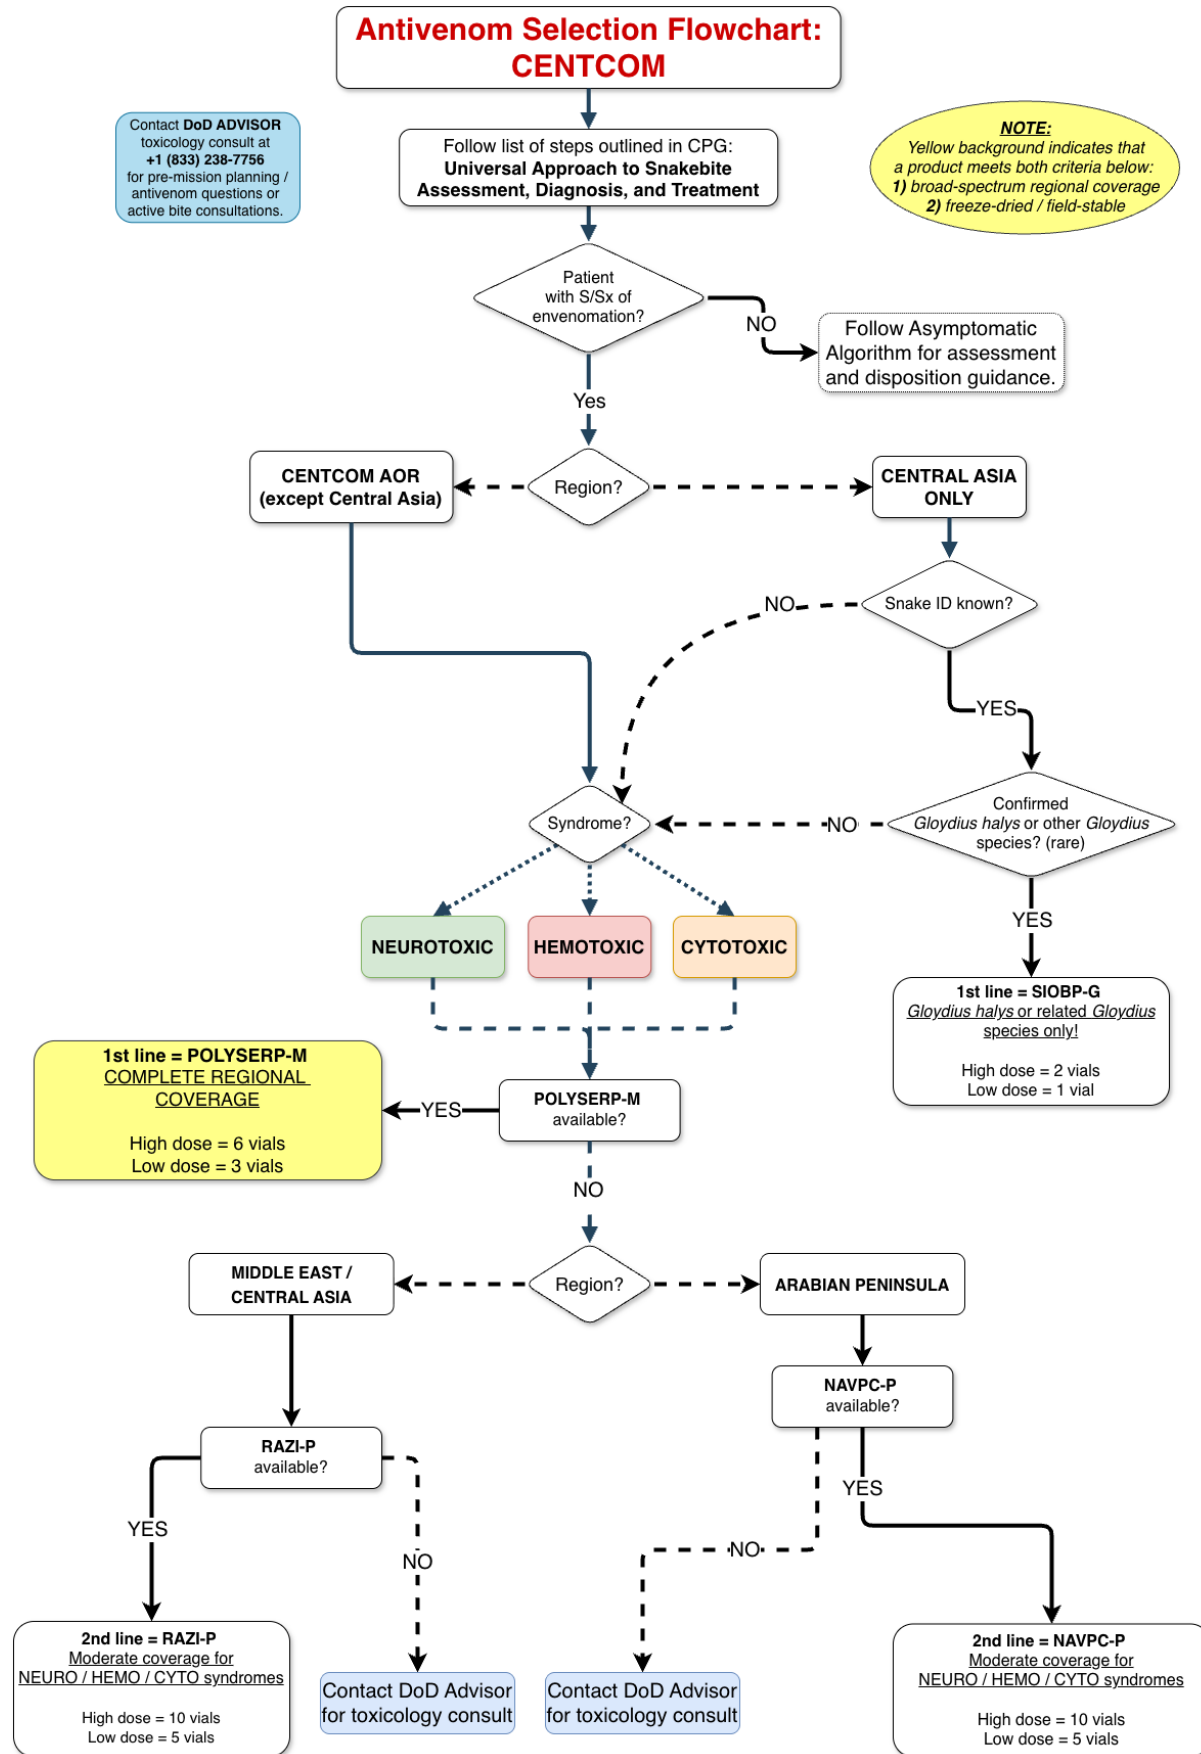 Antivenom Selection Flowchart:
CENTCOM
Contact DoD ADVISOR
toxicology consult at
+1 (833) 238-7756
for pre-mission planning /
antivenom questions or
active bite consultations.
Follow list of steps outlined in CPG:
Universal Approach to Snakebite
Assessment, Diagnosis, and Treatment
NOTE:
Yellow background indicates that
a product meets both criteria below:
1) broad-spectrum regional coverage
2) freeze-dried / field-stable
Patient
with S/Sx of
envenomation?
NO
Follow Asymptomatic
Algorithm for assessment
and disposition guidance.
Yes
CENTCOM AOR
(except Central Asia)
Region?
CENTRAL ASIA
ONLY
NO
Snake ID known?
YES
Syndrome?
NO
Confirmed
Gloydius halys or other Gloydius
species? (rare)
YES
NEUROTOXIC
HEMOTOXIC
CYTOTOXIC
1st line = SIOBP-G
Gloydius halys or related Gloydius
species only!
High dose = 2 vials
Low dose = 1 vial
1st line = POLYSERP-M
COMPLETE REGIONAL
COVERAGE
High dose = 6 vials
Low dose = 3 vials
YES
POLYSERP-M
available?
NO
MIDDLE EAST /
CENTRAL ASIA
Region?
ARABIAN PENINSULA
NAVPC-P
available?
RAZI-P
available?
YES
YES
NO
NO
2nd line = RAZI-P
Moderate coverage for
NEURO / HEMO / CYTO syndromes
High dose = 10 vials
Low dose = 5 vials
Contact DoD Advisor
for toxicology consult
Contact DoD Advisor
for toxicology consult
2nd line = NAVPC-P
Moderate coverage for
NEURO / HEMO / CYTO syndromes
High dose = 10 vials
Low dose = 5 vials